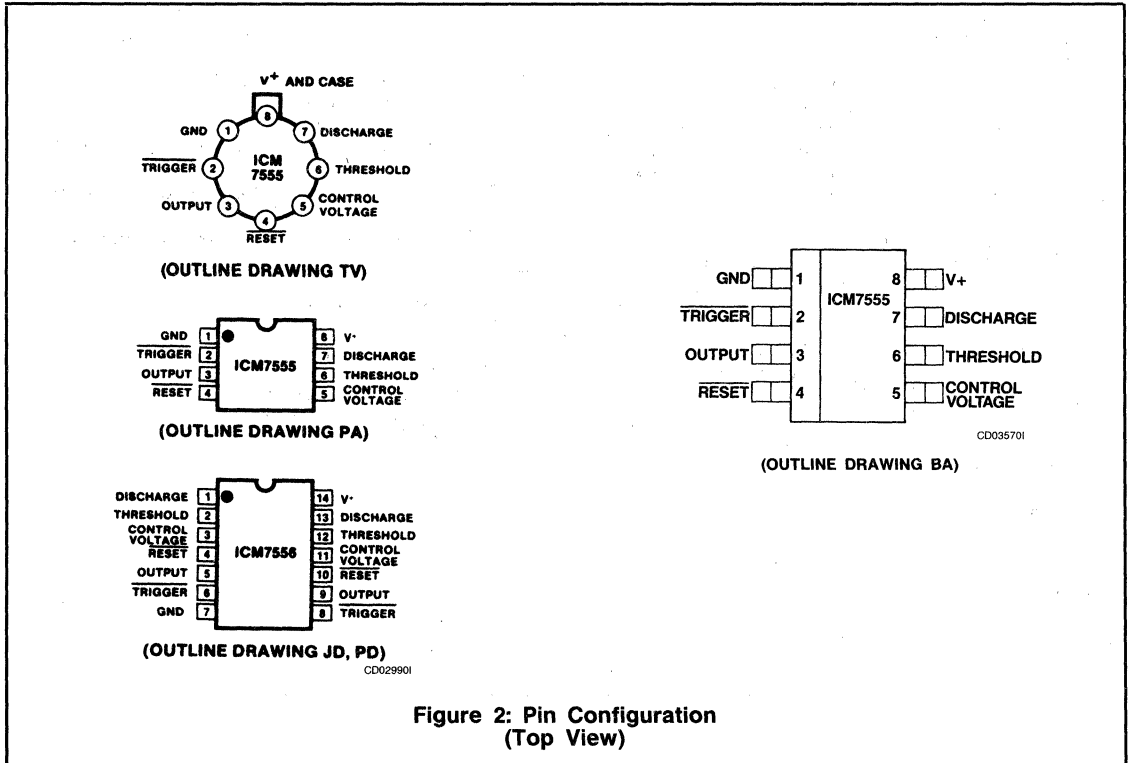 V+ AND CASE
8
GND 1
7 DISCHARGE
TRIGGER 2
ICM
7555
6 THRESHOLD
OUTPUT 3
5 CONTROL
VOLTAGE
4
RESET
(OUTLINE DRAWING TV)
GND 1
8 V+
TRIGGER 2
7 DISCHARGE
ICM7555
OUTPUT 3
6 THRESHOLD
RESET 4
5 CONTROL
VOLTAGE
(OUTLINE DRAWING PA)
DISCHARGE 1
14 V+
THRESHOLD 2
13 DISCHARGE
CONTROL
VOLTAGE 3
12 THRESHOLD
RESET 4
ICM7556
11 CONTROL
VOLTAGE
OUTPUT 5
10 RESET
TRIGGER 6
9 OUTPUT
GND 7
8 TRIGGER
(OUTLINE DRAWING JD, PD)
CD02990I
GND 1
8 V+
ICM7555
TRIGGER 2
7 DISCHARGE
OUTPUT 3
6 THRESHOLD
RESET 4
5 CONTROL
VOLTAGE
CD03570I
(OUTLINE DRAWING BA)
Figure 2: Pin Configuration
(Top View)